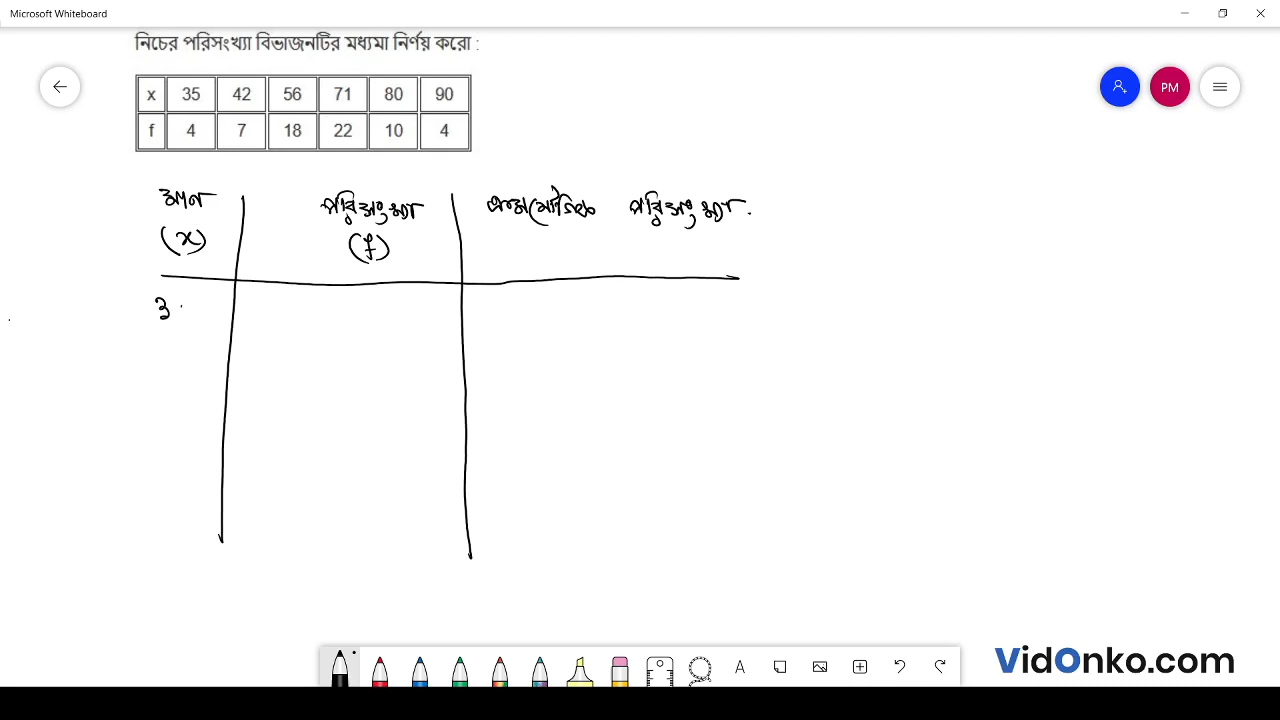 Microsoft Whiteboard
নিচের পরিসংখ্যা বিভাজনটির মধ্যমা নির্ণয় করো :
x 35 42 56 71 80 90
f 4 7 18 22 10 4
PM
মান পরিসংখ্যা ক্রমযৌগিক পরিসংখ্যা
(x) (f)
3
A
VidOnko.com